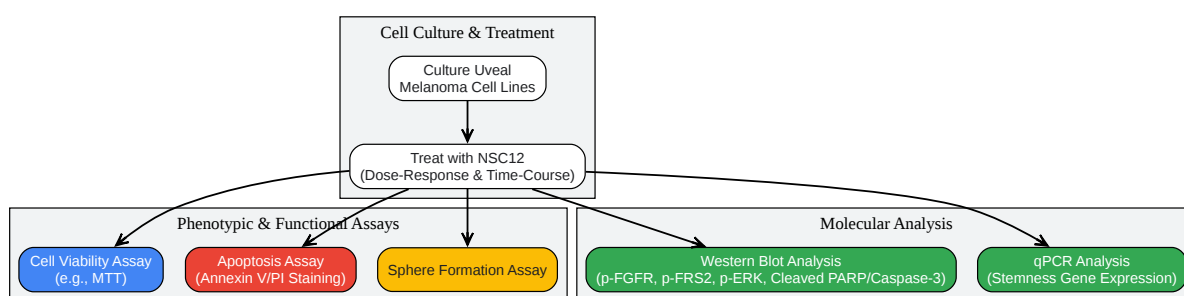 Cell Culture & Treatment
Culture Uveal
Melanoma Cell Lines
Treat with NSC12
(Dose-Response & Time-Course)
Phenotypic & Functional Assays
Molecular Analysis
Cell Viability Assay
(e.g., MTT)
Apoptosis Assay
(Annexin V/PI Staining)
Sphere Formation Assay
Western Blot Analysis
(p-FGFR, p-FRS2, p-ERK, Cleaved PARP/Caspase-3)
qPCR Analysis
(Stemness Gene Expression)